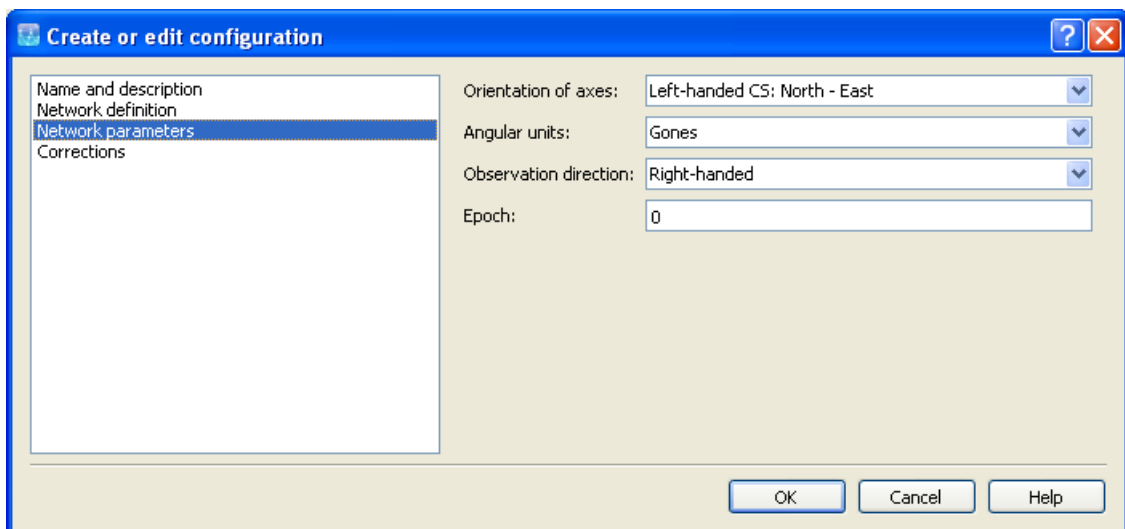 Create or edit configuration
?
Name and description
Network definition
Network parameters
Corrections
Orientation of axes: Left-handed CS: North - East
Angular units: Gones
Observation direction: Right-handed
Epoch: 0
OK Cancel Help